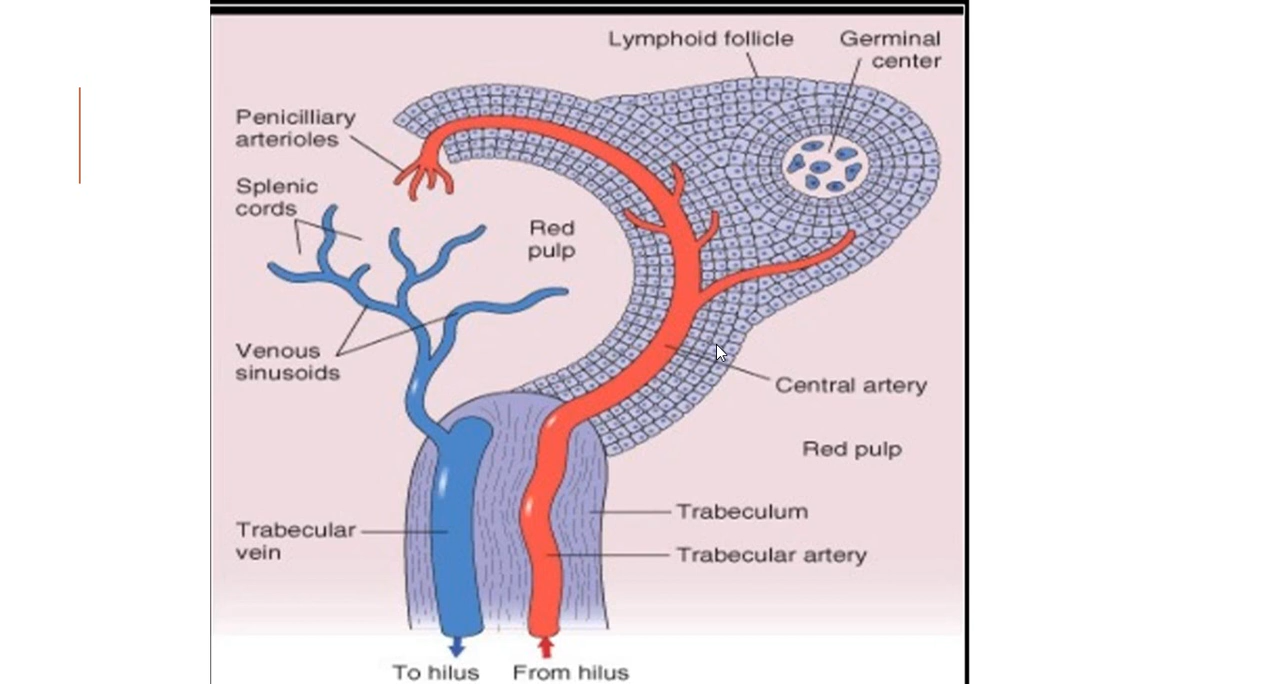 Lymphoid follicle
Germinal
center
Penicilliary
arterioles
Splenic
cords
Red
pulp
Venous
sinusoids
Central artery
Red pulp
Trabeculum
Trabecular
vein
Trabecular artery
To hilus
From hilus